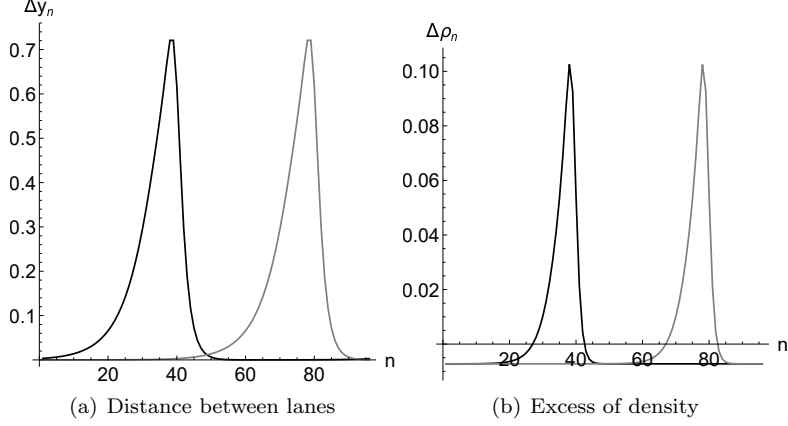 Δyₙ
0.7
0.6
0.5
0.4
0.3
0.2
0.1
20 40 60 80 n
(a) Distance between lanes
Δρₙ
0.10
0.08
0.06
0.04
0.02
20 40 60 80 n
(b) Excess of density